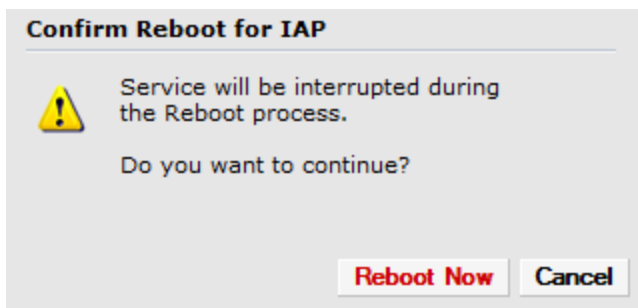 Confirm Reboot for IAP
Service will be interrupted during
the Reboot process.
Do you want to continue?
Reboot Now Cancel